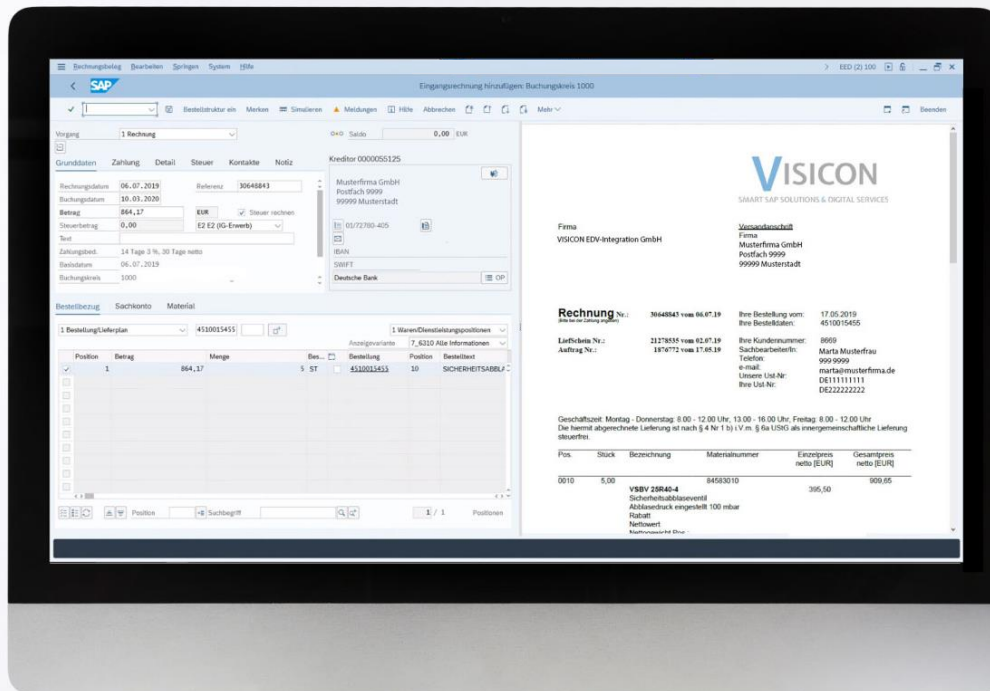 Rechnungsbeleg Bearbeiten Springen System Hilfe
EED (2) 100
SAP
Eingangsrechnung hinzufügen: Buchungskreis 1000
Bestellstruktur ein Merken Simulieren Meldungen Hilfe Abbrechen Mehr Beenden
Vorgang 1 Rechnung
Saldo 0,00 EUR
Grunddaten Zahlung Detail Steuer Kontakte Notiz
Rechnungsdatum 06.07.2019 Referenz 30648843
Buchungsdatum 10.03.2020
Betrag 864,17 EUR Steuer rechnen
Steuerbetrag 0,00 E2 E2 (IG-Erwerb)
Text
Zahlungsbed. 14 Tage 3 %, 30 Tage netto
Basisdatum 06.07.2019
Buchungskreis 1000
Kreditor 0000055125
Musterfirma GmbH
Postfach 9999
99999 Musterstadt
01/72760-405
IBAN
SWIFT
Deutsche Bank OP
Bestellbezug Sachkonto Material
1 Bestellung/Lieferplan 4510015455 1 Waren/Dienstleistungspositionen
Anzeigevariante 7_6310 Alle Informationen
Position Betrag Menge Bes... Bestellung Position Bestelltext
1 864,17 5 ST 4510015455 10 SICHERHEITSABBLA
Position Sachbegriff 1 / 1 Positionen
VISICON
SMART SAP SOLUTIONS & DIGITAL SERVICES
Firma
VISICON EDV-Integration GmbH
Versandanschrift
Firma
Musterfirma GmbH
Postfach 9999
99999 Musterstadt
Rechnung Nr.: 30648843 vom 06.07.19
(bitte bei der Zahlung angeben)
Lieferschein Nr.: 21278535 vom 02.07.19
Auftrag Nr.: 1876772 vom 17.05.19
Ihre Bestellung vom: 17.05.2019
Ihre Bestelldaten: 4510015455
Ihre Kundennummer: 8669
Sachbearbeiter/In: Marta Musterfrau
Telefon: 999 9999
e-mail: marta@musterfirma.de
Unsere Ust-Nr: DE111111111
Ihre Ust-Nr: DE222222222
Geschäftszeit: Montag - Donnerstag: 8.00 - 12.00 Uhr, 13.00 - 16.00 Uhr, Freitag: 8.00 - 12.00 Uhr
Die hiermit abgerechnete Lieferung ist nach § 4 Nr 1 b) i.V.m. § 6a UStG als innergemeinschaftliche Lieferung
steuerfrei.
Pos. Stück Bezeichnung Materialnummer Einzelpreis Gesamtpreis
netto [EUR] netto [EUR]
0010 5,00 84583010 909,65
VSBV 25R40-4 395,50
Sicherheitsabblaseventil
Abblasedruck eingestellt 100 mbar
Rabatt
Nettowert
Nettogewicht Pos.: